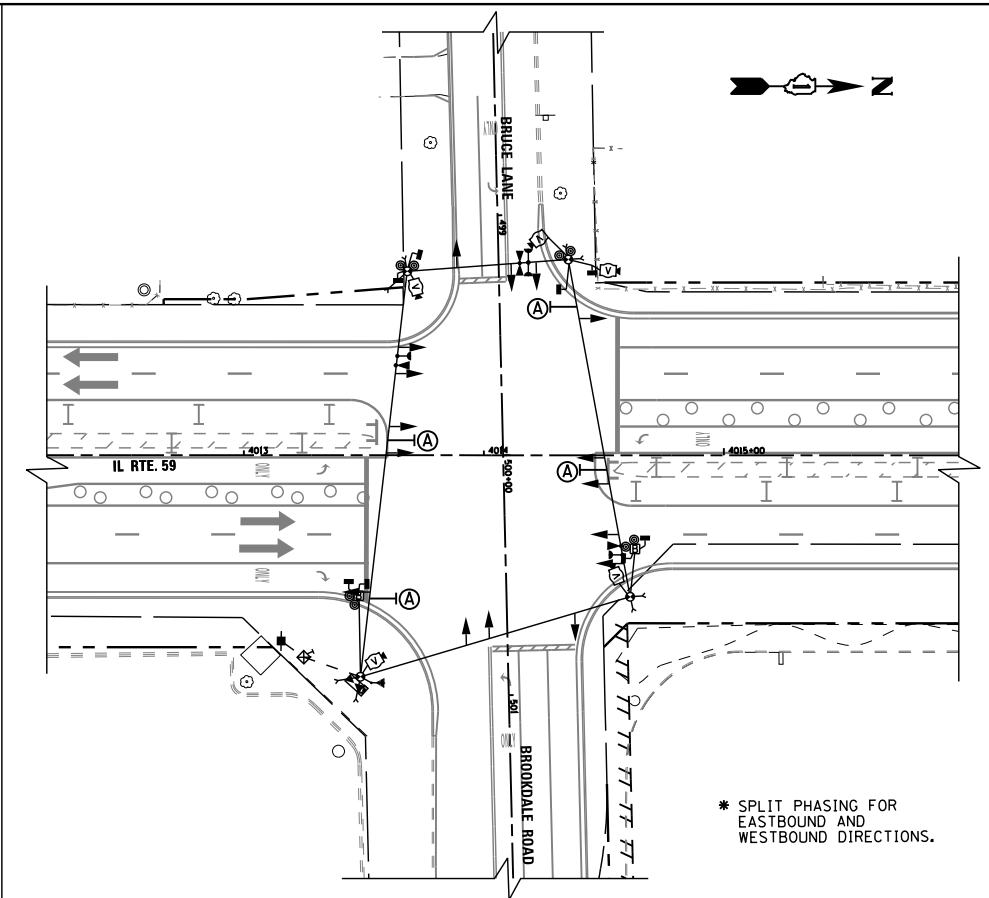 N
BRUCE LANE
ONLY
499
A
V
V
V
A
A
IL RTE. 59
4013
4014
4015+00
500+00
ONLY
ONLY
ONLY
A
V
V
501
ONLY
BROOKDALE ROAD
* SPLIT PHASING FOR
EASTBOUND AND
WESTBOUND DIRECTIONS.